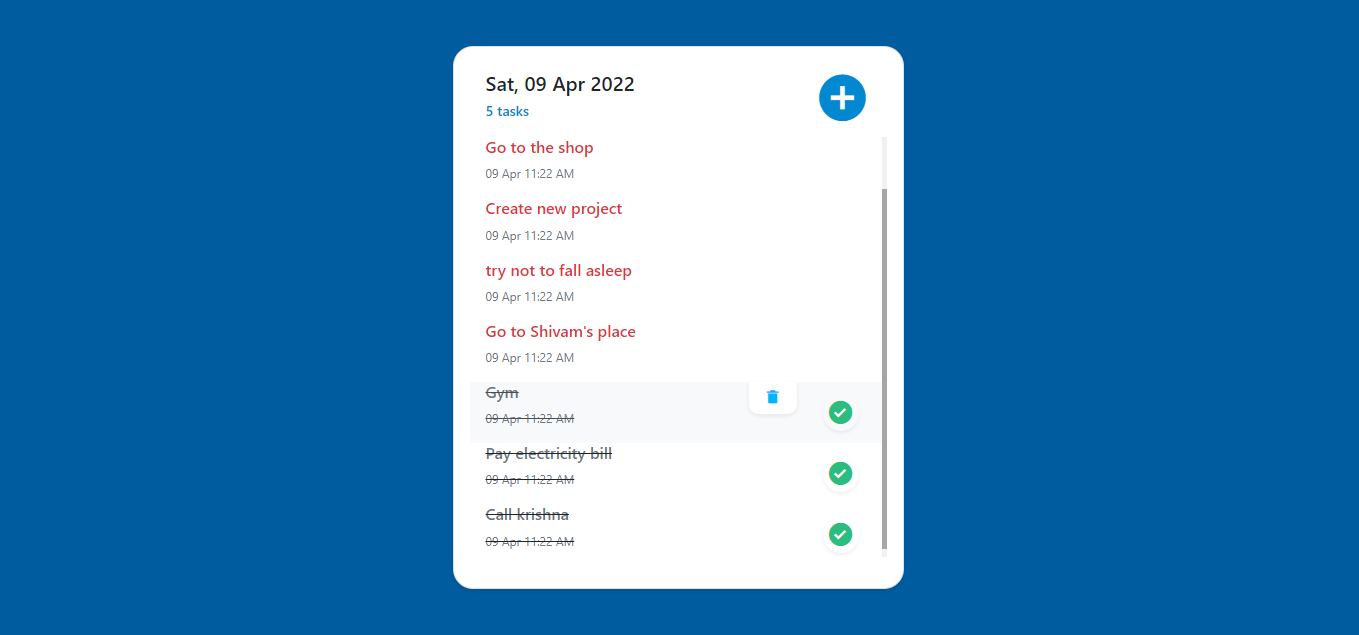 Sat, 09 Apr 2022
5 tasks
Go to the shop
09 Apr 11:22 AM
Create new project
09 Apr 11:22 AM
try not to fall asleep
09 Apr 11:22 AM
Go to Shivam's place
09 Apr 11:22 AM
Gym
09 Apr 11:22 AM
Pay electricity bill
09 Apr 11:22 AM
Call krishna
09 Apr 11:22 AM